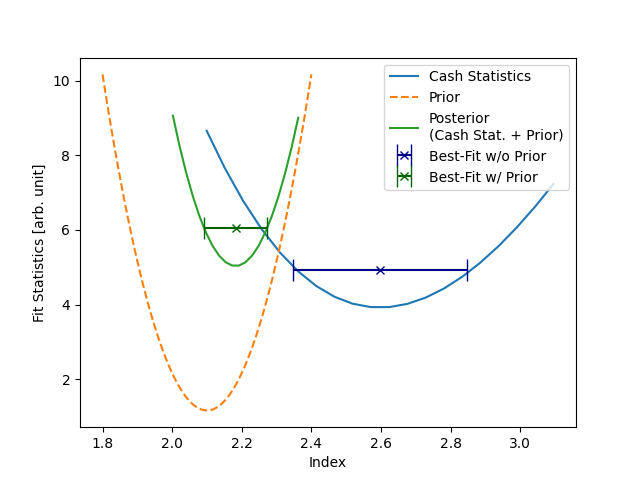 Cash Statistics
Prior
Posterior
(Cash Stat. + Prior)
Best-Fit w/o Prior
Best-Fit w/ Prior
Fit Statistics [arb. unit]
10
8
6
4
2
1.8 2.0 2.2 2.4 2.6 2.8 3.0
Index